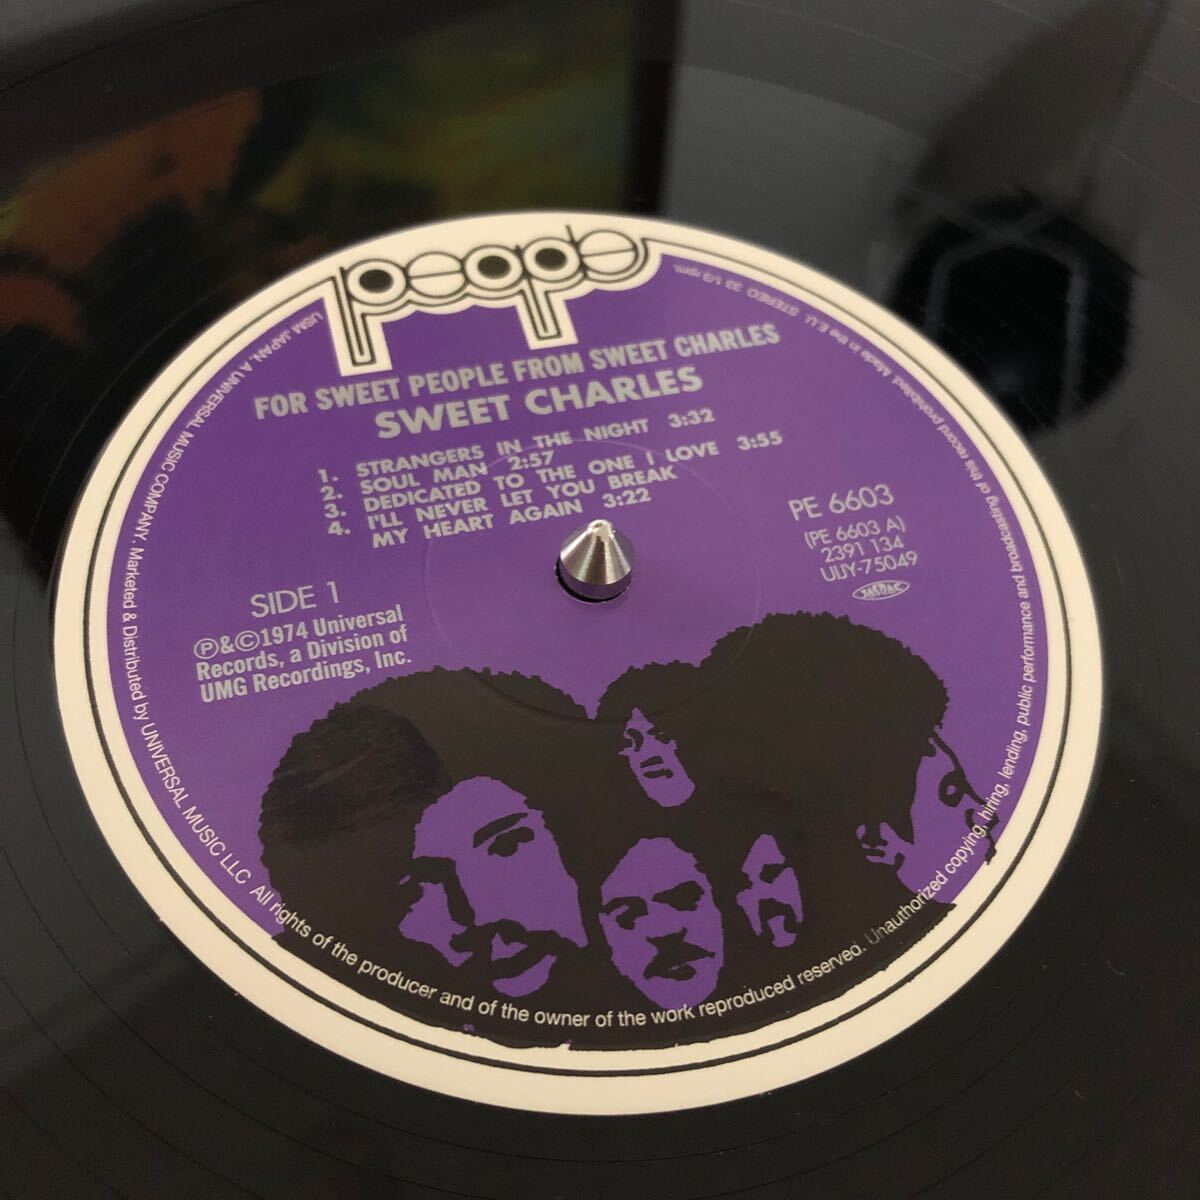 people
FOR SWEET PEOPLE FROM SWEET CHARLES
SWEET CHARLES
1. STRANGERS IN THE NIGHT 3:32
2. SOUL MAN 2:57
3. DEDICATED TO THE ONE I LOVE 3:55
4. I'LL NEVER LET YOU BREAK
MY HEART AGAIN 3:22
SIDE 1
Ⓟ&©1974 Universal
Records, a Division of
UMG Recordings, Inc.
PE 6603
(PE 6603 A)
2391 134
UIJY-75049
JASRAC
USM JAPAN, A UNIVERSAL MUSIC COMPANY. Marketed & Distributed by UNIVERSAL MUSIC LLC All rights of the producer and of the owner of the work reproduced reserved. Unauthorized copying, hiring, lending, public performance and broadcasting of this record prohibited. Made in the E.U. STEREO 33 1/3 rpm.